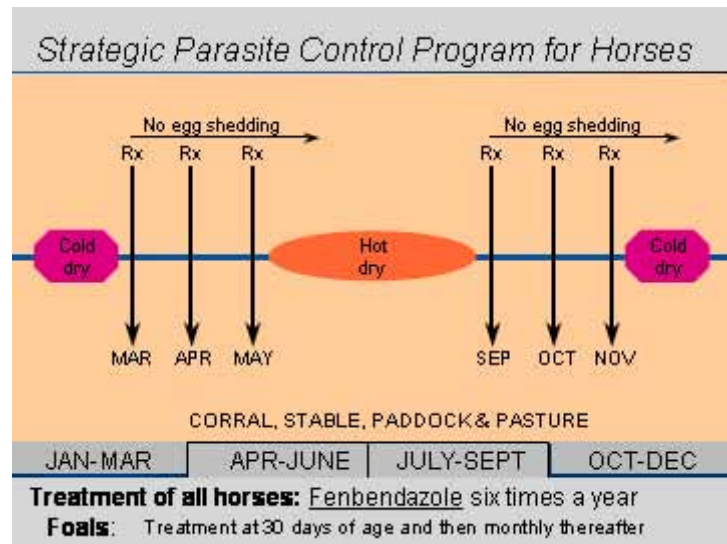 Strategic Parasite Control Program for Horses
No egg shedding No egg shedding
Rx Rx Rx Rx Rx Rx
Cold Hot Cold
dry dry dry
MAR APR MAY SEP OCT NOV
CORRAL, STABLE, PADDOCK & PASTURE
JAN-MAR APR-JUNE JULY-SEPT OCT-DEC
Treatment of all horses: Fenbendazole six times a year
Foals: Treatment at 30 days of age and then monthly thereafter